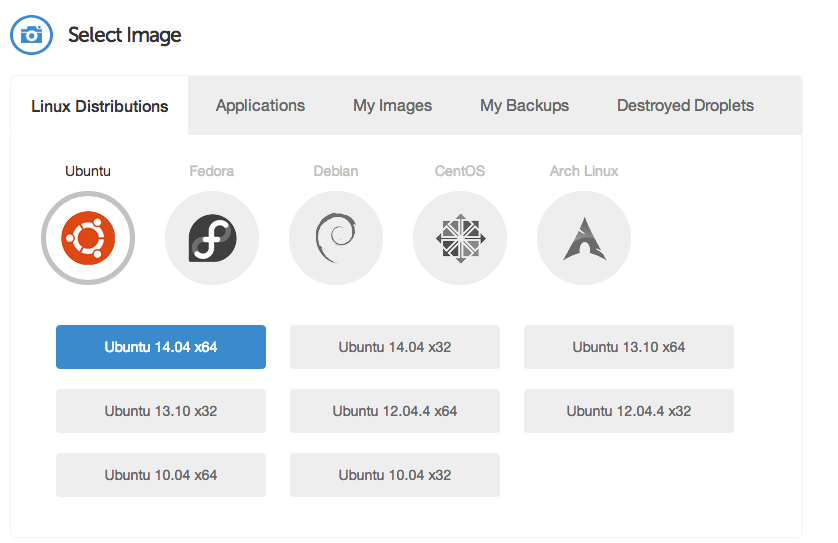 Select Image
Linux Distributions Applications My Images My Backups Destroyed Droplets
Ubuntu Fedora Debian CentOS Arch Linux
Ubuntu 14.04 x64 Ubuntu 14.04 x32 Ubuntu 13.10 x64
Ubuntu 13.10 x32 Ubuntu 12.04.4 x64 Ubuntu 12.04.4 x32
Ubuntu 10.04 x64 Ubuntu 10.04 x32